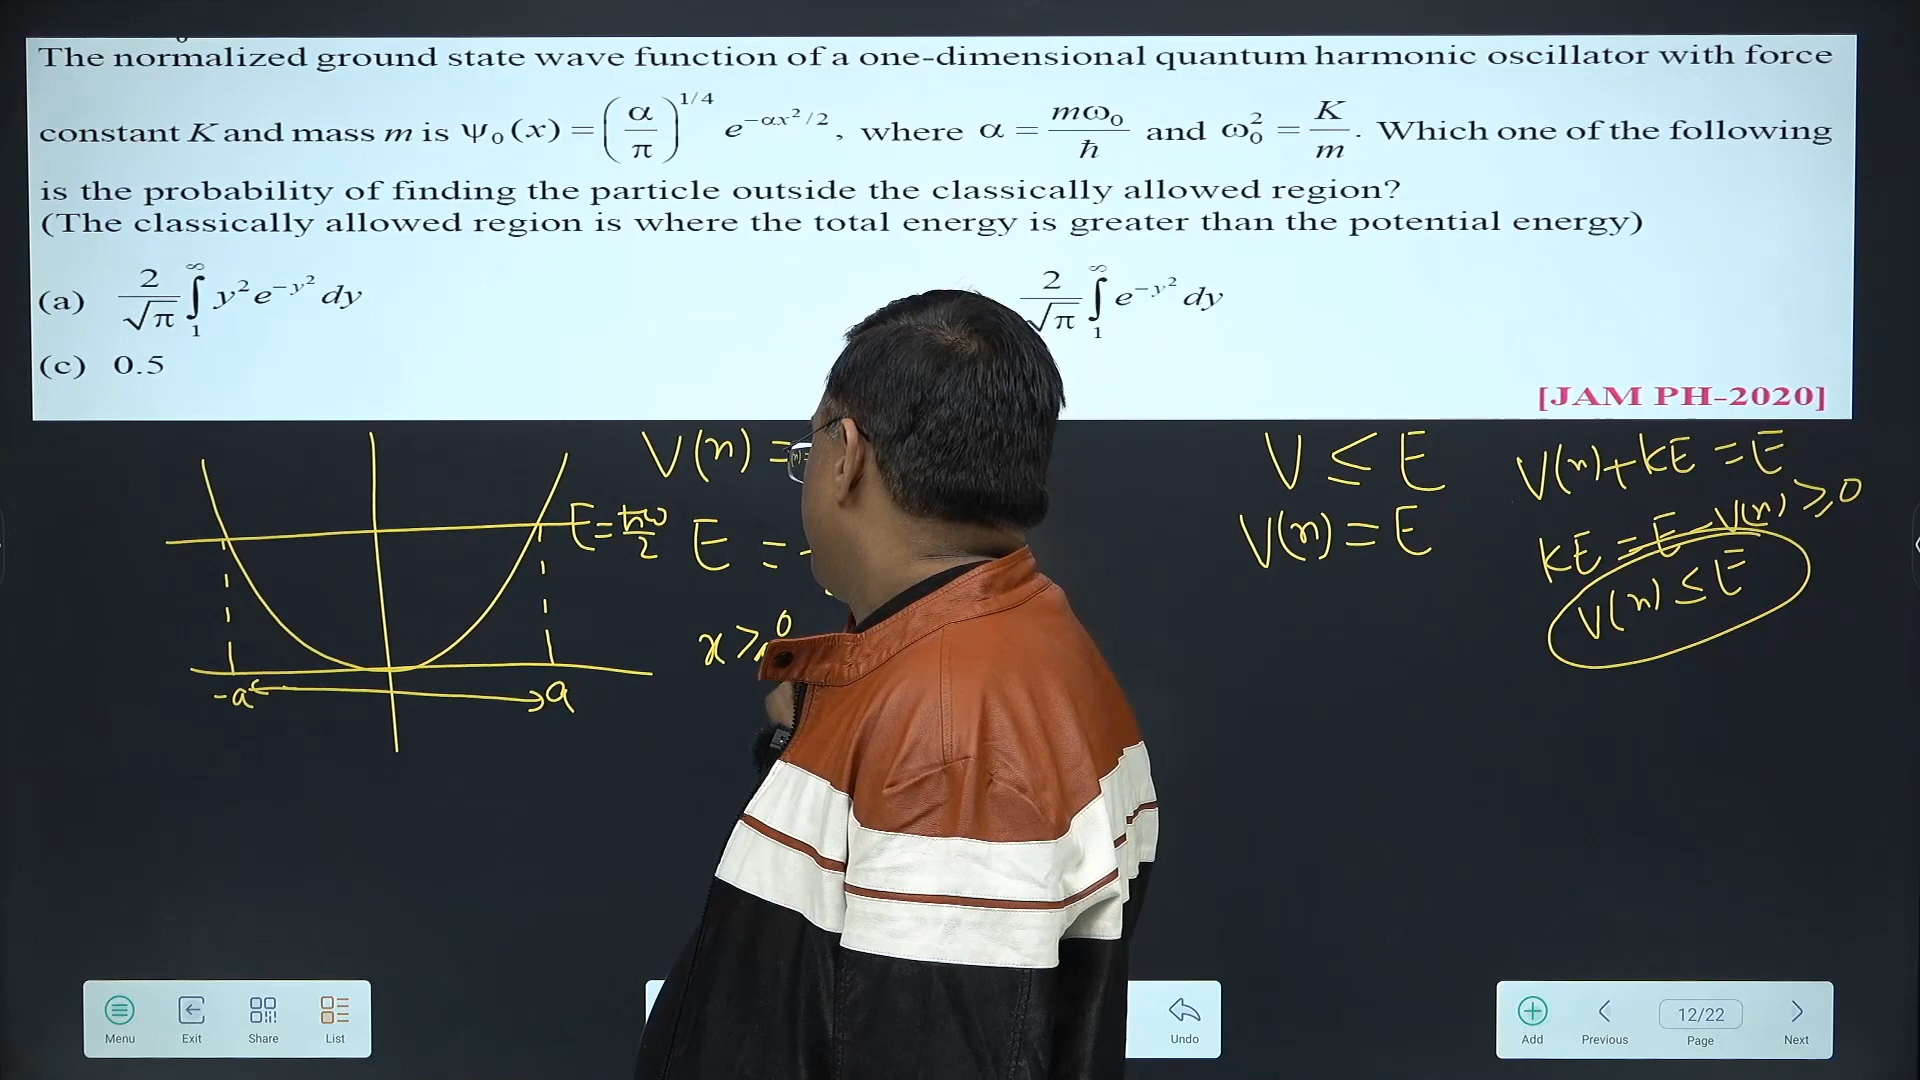 The normalized ground state wave function of a one-dimensional quantum harmonic oscillator with force
constant K and mass m is ψ₀(x) = (α/π)^{1/4} e^{−αx²/2}, where α = mω₀/ħ and ω₀² = K/m. Which one of the following
is the probability of finding the particle outside the classically allowed region?
(The classically allowed region is where the total energy is greater than the potential energy)
(a) 2/√π ∫₁^∞ y² e^{−y²} dy
2/√π ∫₁^∞ e^{−y²} dy
(c) 0.5
[JAM PH-2020]
V(x) =
V ≤ E
V(x)+KE = E
E = ħω/2
E =
V(x) = E
KE = E − V(x) ≥ 0
V(x) ≤ E
x >
-a
a
Menu
Exit
Share
List
Undo
Add
Previous
12/22
Page
Next